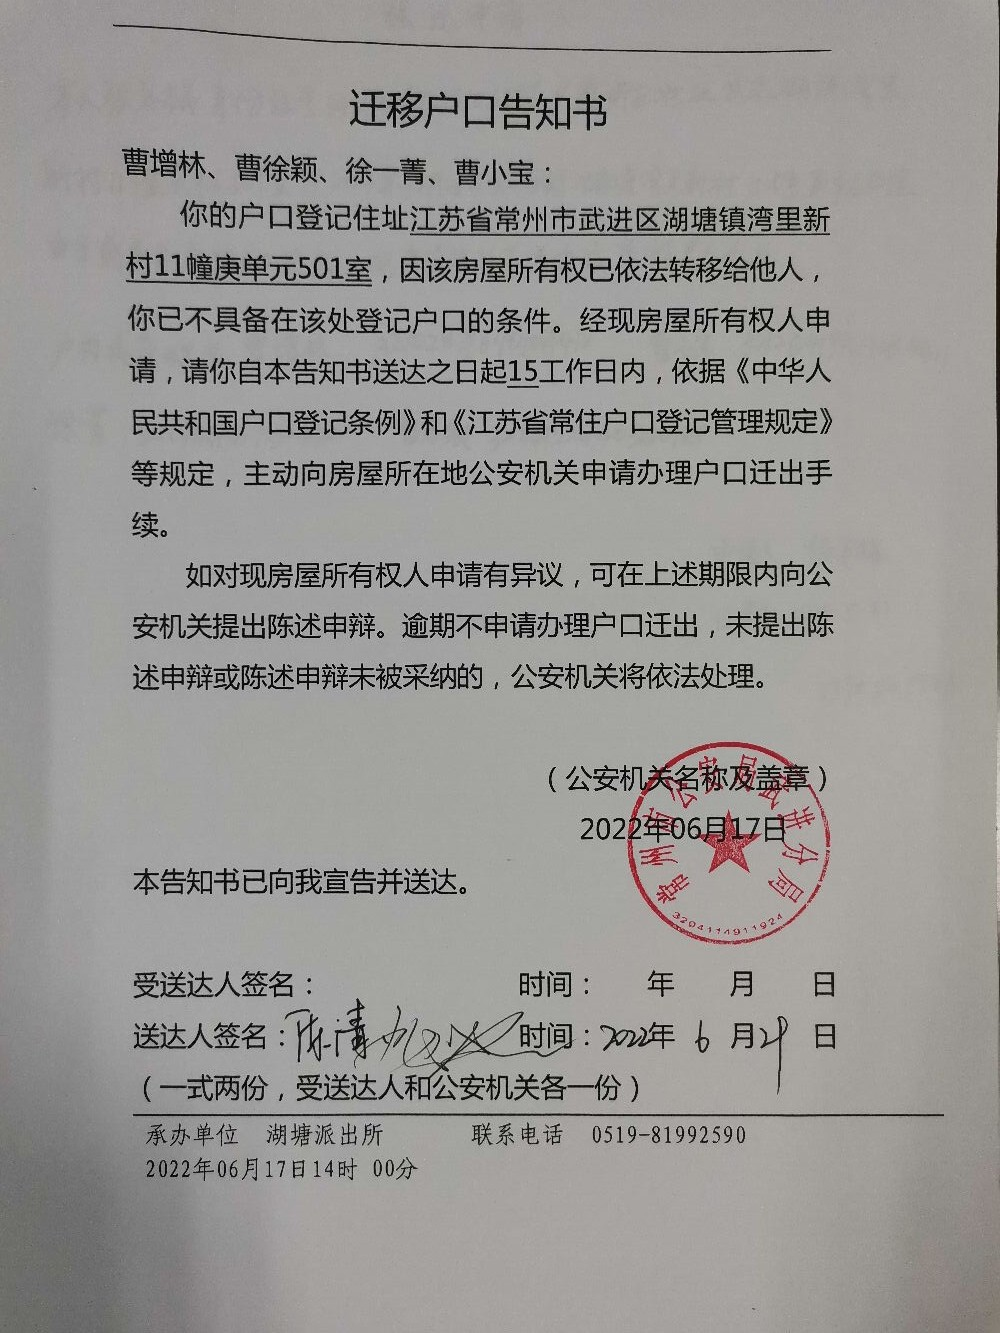 迁移户口告知书
曹增林、曹徐颖、徐一菁、曹小宝：
你的户口登记住址江苏省常州市武进区湖塘镇湾里新
村11幢庚单元501室，因该房屋所有权已依法转移给他人，
你已不具备在该处登记户口的条件。经现房屋所有权人申
请，请你自本告知书送达之日起15工作日内，依据《中华人
民共和国户口登记条例》和《江苏省常住户口登记管理规定》
等规定，主动向房屋所在地公安机关申请办理户口迁出手
续。
如对现房屋所有权人申请有异议，可在上述期限内向公
安机关提出陈述申辩。逾期不申请办理户口迁出，未提出陈
述申辩或陈述申辩未被采纳的，公安机关将依法处理。
（公安机关名称及盖章）
2022年06月17日
常州市公安局武进分局
3204114911924
本告知书已向我宣告并送达。
受送达人签名： 时间： 年 月 日
送达人签名：陈清 时间：2022年 6 月21 日
（一式两份，受送达人和公安机关各一份）
承办单位 湖塘派出所 联系电话 0519-81992590
2022年06月17日14时 00分